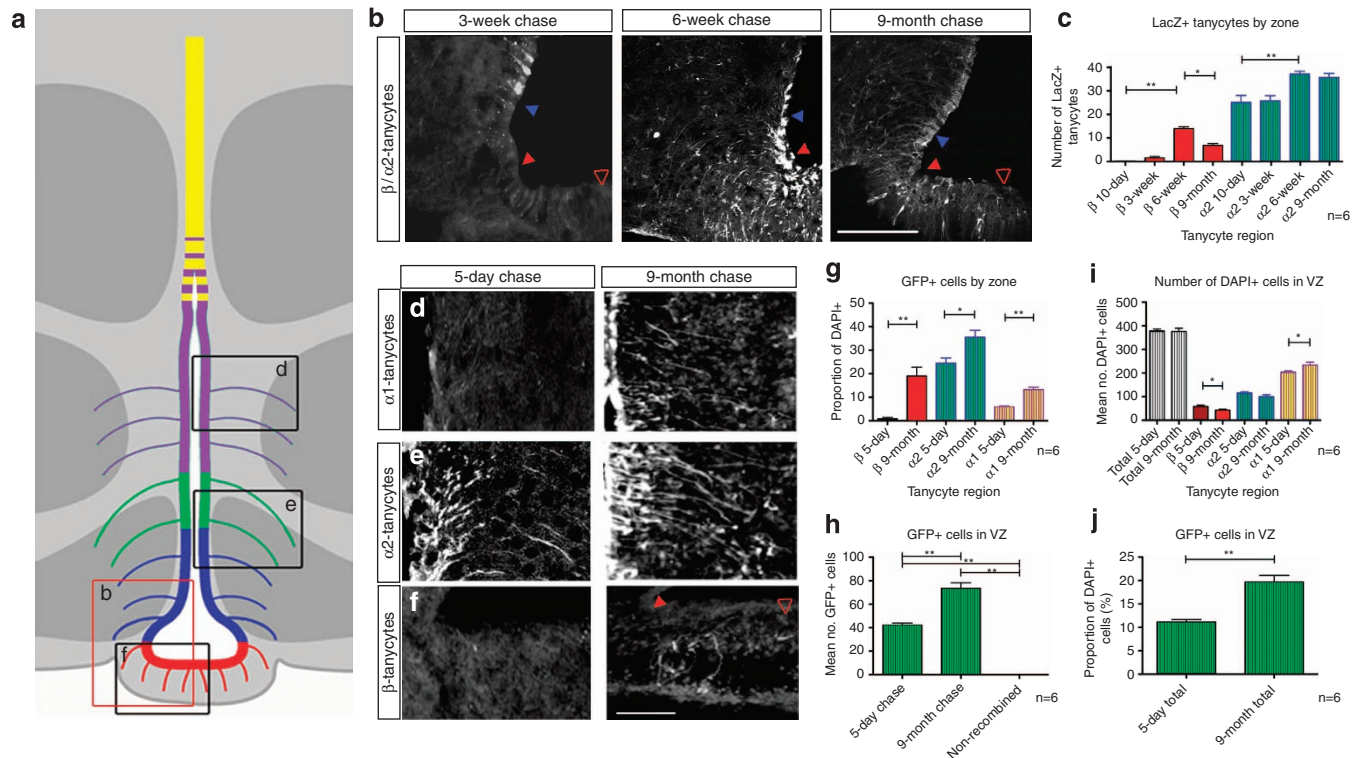 a
d
e
b
f
b
3-week chase
6-week chase
9-month chase
β/α2-tanycytes
c
LacZ+ tanycytes by zone
Number of LacZ+
tanycytes
40
30
20
10
0
**
*
**
β 10-day
β 3-week
β 6-week
β 9-month
α2 10-day
α2 3-week
α2 6-week
α2 9-month
n=6
Tanycyte region
5-day chase
9-month chase
d
α1-tanycytes
e
α2-tanycytes
f
β-tanycytes
g
GFP+ cells by zone
Proportion of DAPI+
50
40
30
20
10
0
**
*
**
β 5-day
β 9-month
α2 5-day
α2 9-month
α1 5-day
α1 9-month
n=6
Tanycyte region
i
Number of DAPI+ cells in VZ
Mean no. DAPI+ cells
500
400
300
200
100
0
*
*
Total 5-day
Total 9-month
β 5-day
β 9-month
α2 5-day
α2 9-month
α1 5-day
α1 9-month
n=6
Tanycyte region
h
GFP+ cells in VZ
Mean no. GFP+ cells
100
80
60
40
20
0
**
**
**
5-day chase
9-month chase
Non-recombined
n=6
j
GFP+ cells in VZ
Proportion of DAPI+
cells (%)
25
20
15
10
5
0
**
5-day total
9-month total
n=6